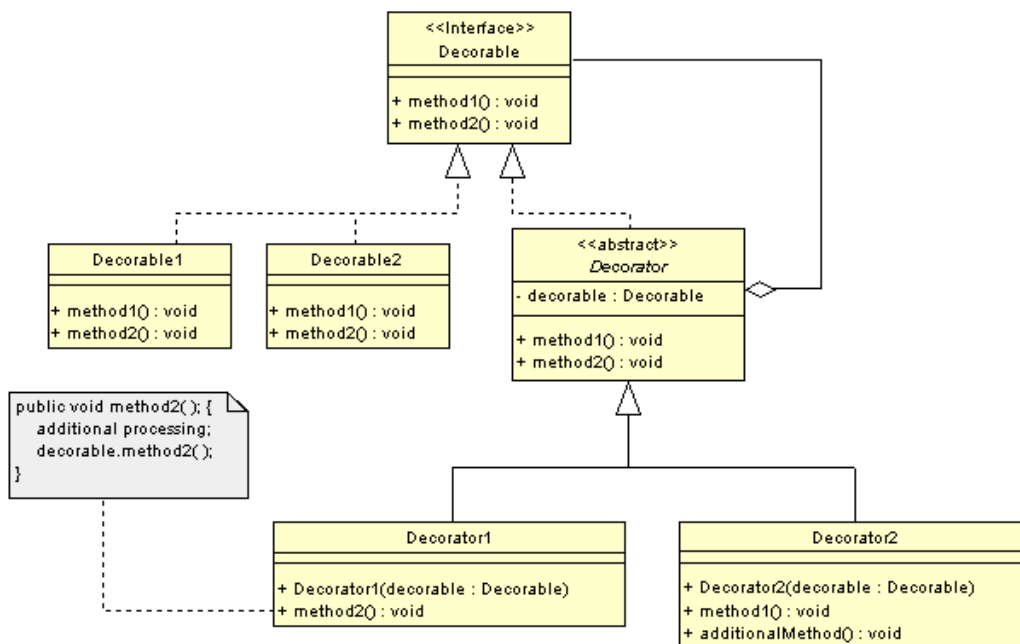 <<Interface>>
Decorable
+ method1() : void
+ method2() : void
Decorable1
+ method1() : void
+ method2() : void
Decorable2
+ method1() : void
+ method2() : void
<<abstract>>
Decorator
- decorable : Decorable
+ method1() : void
+ method2() : void
public void method2( ); {
additional processing;
decorable.method2( );
}
Decorator1
+ Decorator1(decorable : Decorable)
+ method2() : void
Decorator2
+ Decorator2(decorable : Decorable)
+ method1() : void
+ additionalMethod() : void